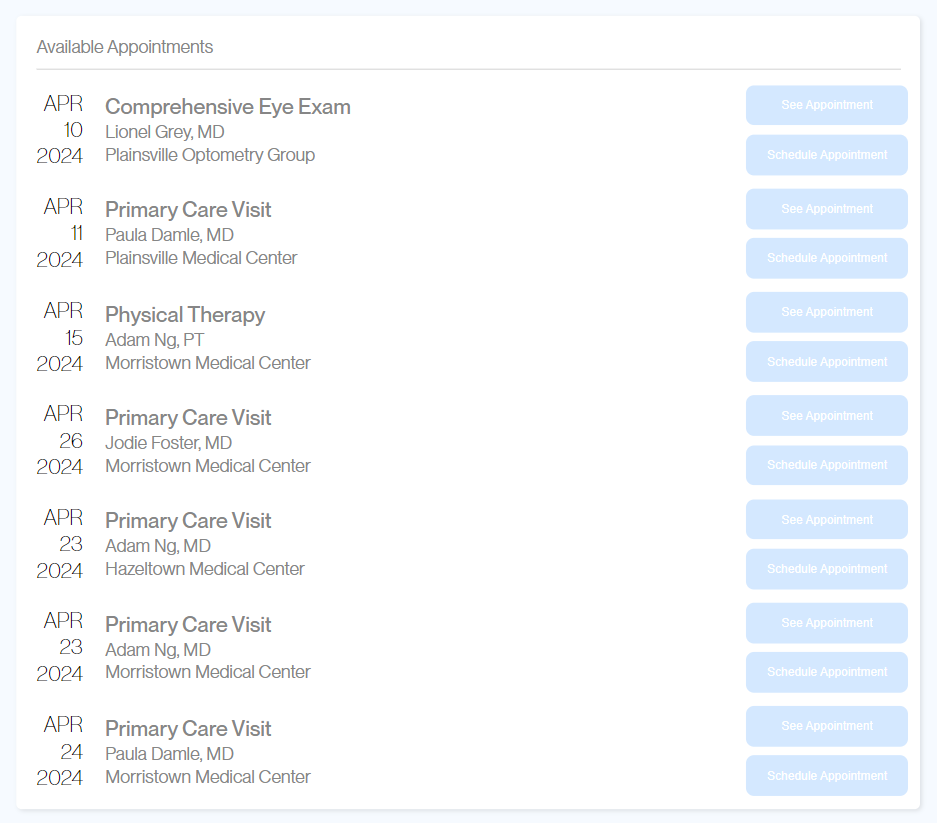 Available Appointments
APR
10
2024
Comprehensive Eye Exam
Lionel Grey, MD
Plainsville Optometry Group
See Appointment
Schedule Appointment
APR
11
2024
Primary Care Visit
Paula Damle, MD
Plainsville Medical Center
See Appointment
Schedule Appointment
APR
15
2024
Physical Therapy
Adam Ng, PT
Morristown Medical Center
See Appointment
Schedule Appointment
APR
26
2024
Primary Care Visit
Jodie Foster, MD
Morristown Medical Center
See Appointment
Schedule Appointment
APR
23
2024
Primary Care Visit
Adam Ng, MD
Hazeltown Medical Center
See Appointment
Schedule Appointment
APR
23
2024
Primary Care Visit
Adam Ng, MD
Morristown Medical Center
See Appointment
Schedule Appointment
APR
24
2024
Primary Care Visit
Paula Damle, MD
Morristown Medical Center
See Appointment
Schedule Appointment